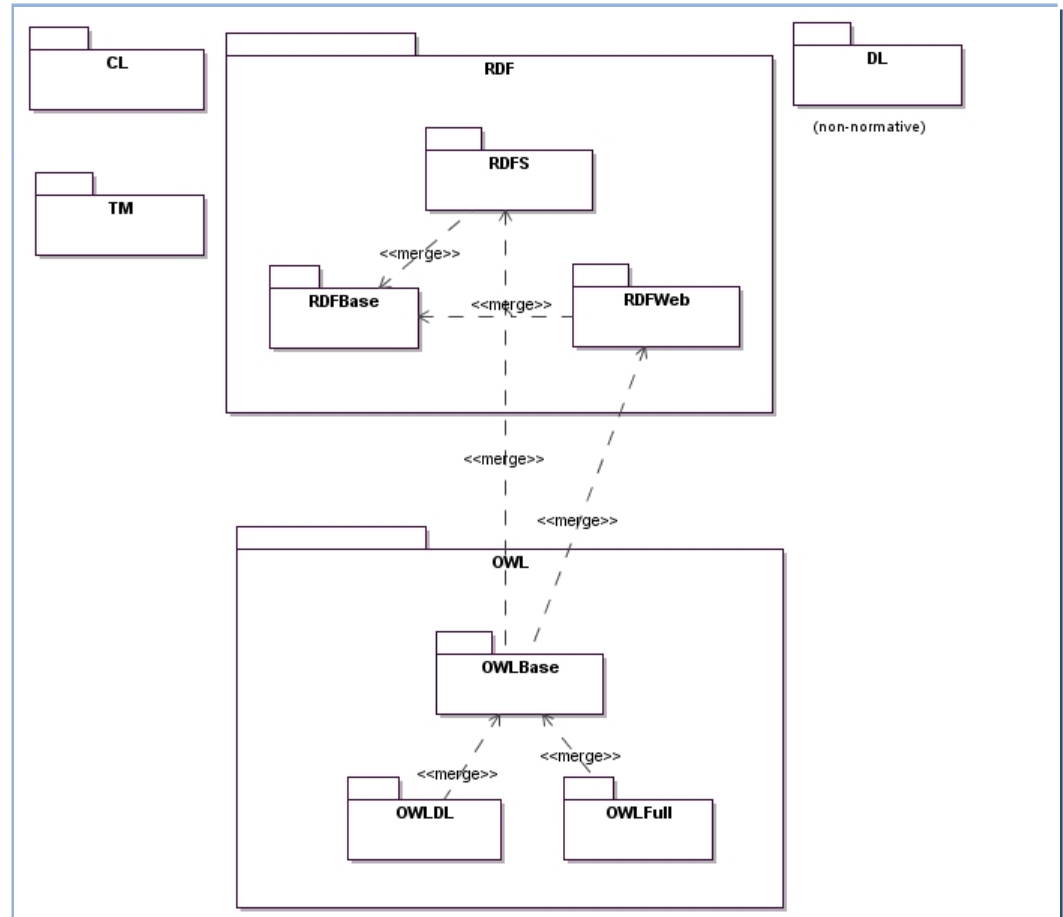 CL
RDF
DL
(non-normative)
RDFS
TM
<<merge>>
RDFBase
<<merge>>
RDFWeb
<<merge>>
<<merge>>
OWL
OWLBase
<<merge>>
<<merge>>
OWLDL
OWLFull